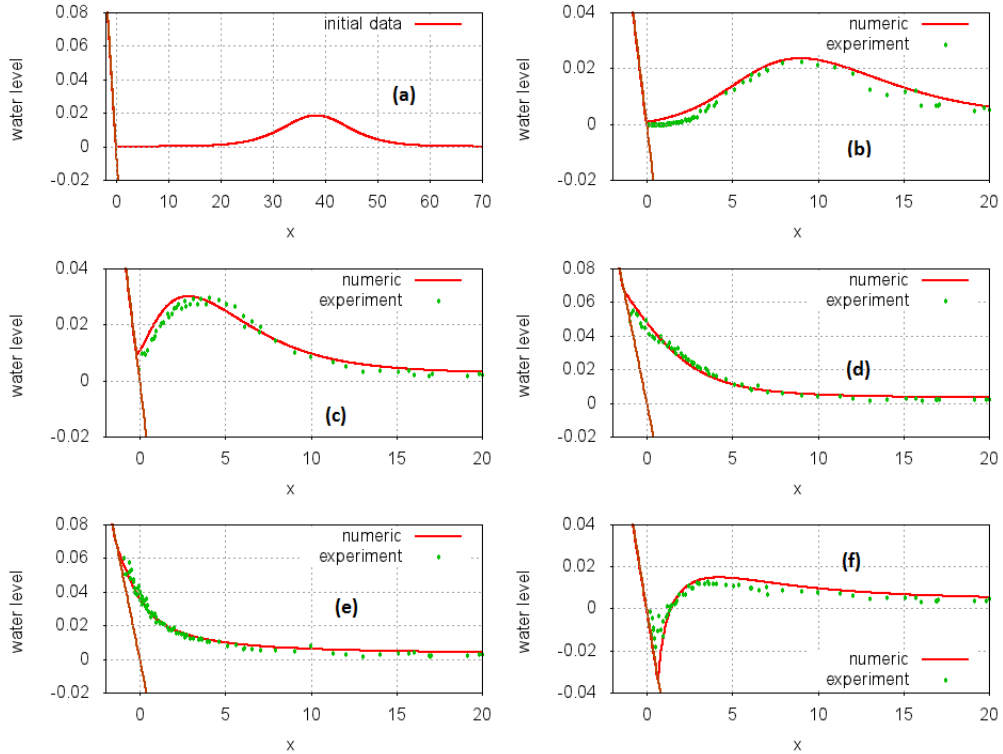 0.08
0.06
0.04
0.02
0
-0.02
water level
initial data
(a)
0 10 20 30 40 50 60 70
x
0.04
0.02
0
-0.02
water level
numeric
experiment
(b)
0 5 10 15 20
x
0.04
0.02
0
-0.02
water level
numeric
experiment
(c)
0 5 10 15 20
x
0.08
0.06
0.04
0.02
0
-0.02
water level
numeric
experiment
(d)
0 5 10 15 20
x
0.08
0.06
0.04
0.02
0
-0.02
water level
numeric
experiment
(e)
0 5 10 15 20
x
0.04
0.02
0
-0.02
-0.04
water level
(f)
numeric
experiment
0 5 10 15 20
x